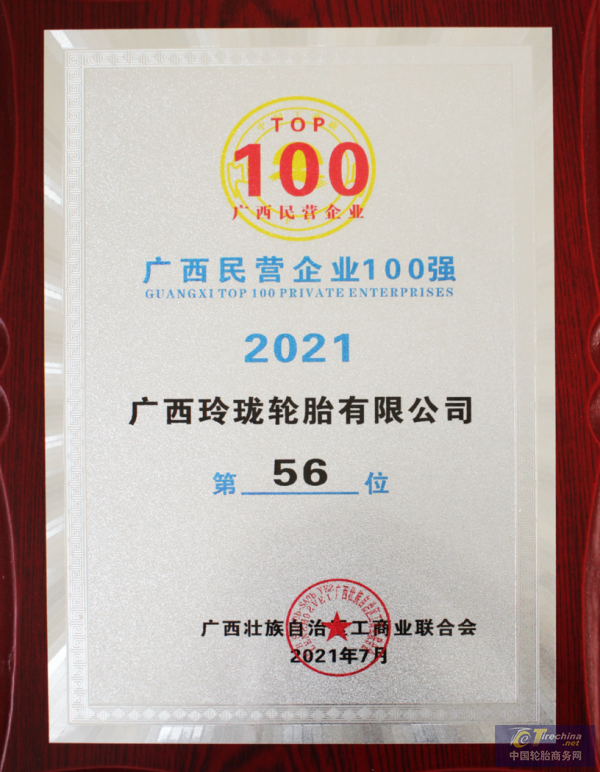 TOP
100
广西民营企业
广西民营企业100强
GUANGXI TOP 100 PRIVATE ENTERPRISES
2021
广西玲珑轮胎有限公司
第 56 位
广西壮族自治区工商业联合会
2021年7月
Tirechina
.net
中国轮胎商务网